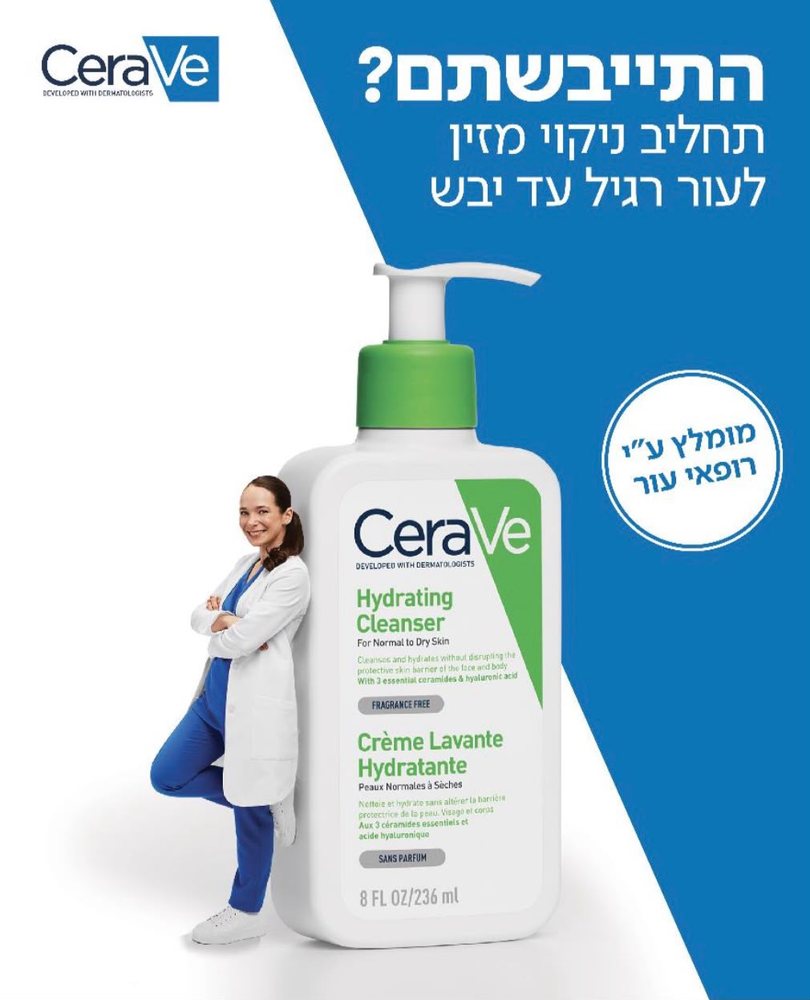 CeraVe
DEVELOPED WITH DERMATOLOGISTS
התייבשתם?
תחליב ניקוי מזין
לעור רגיל עד יבש
מומלץ ע״י
רופאי עור
CeraVe
DEVELOPED WITH DERMATOLOGISTS
Hydrating
Cleanser
For Normal to Dry Skin
Cleanses and hydrates without disrupting the
protective skin barrier of the face and body
With 3 essential ceramides & hyaluronic acid
FRAGRANCE FREE
Crème Lavante
Hydratante
Peaux Normales à Sèches
Nettoie et hydrate sans altérer la barrière
protectrice de la peau. Visage et corps
Aux 3 céramides essentiels et
acide hyaluronique
SANS PARFUM
8 FL OZ/236 ml